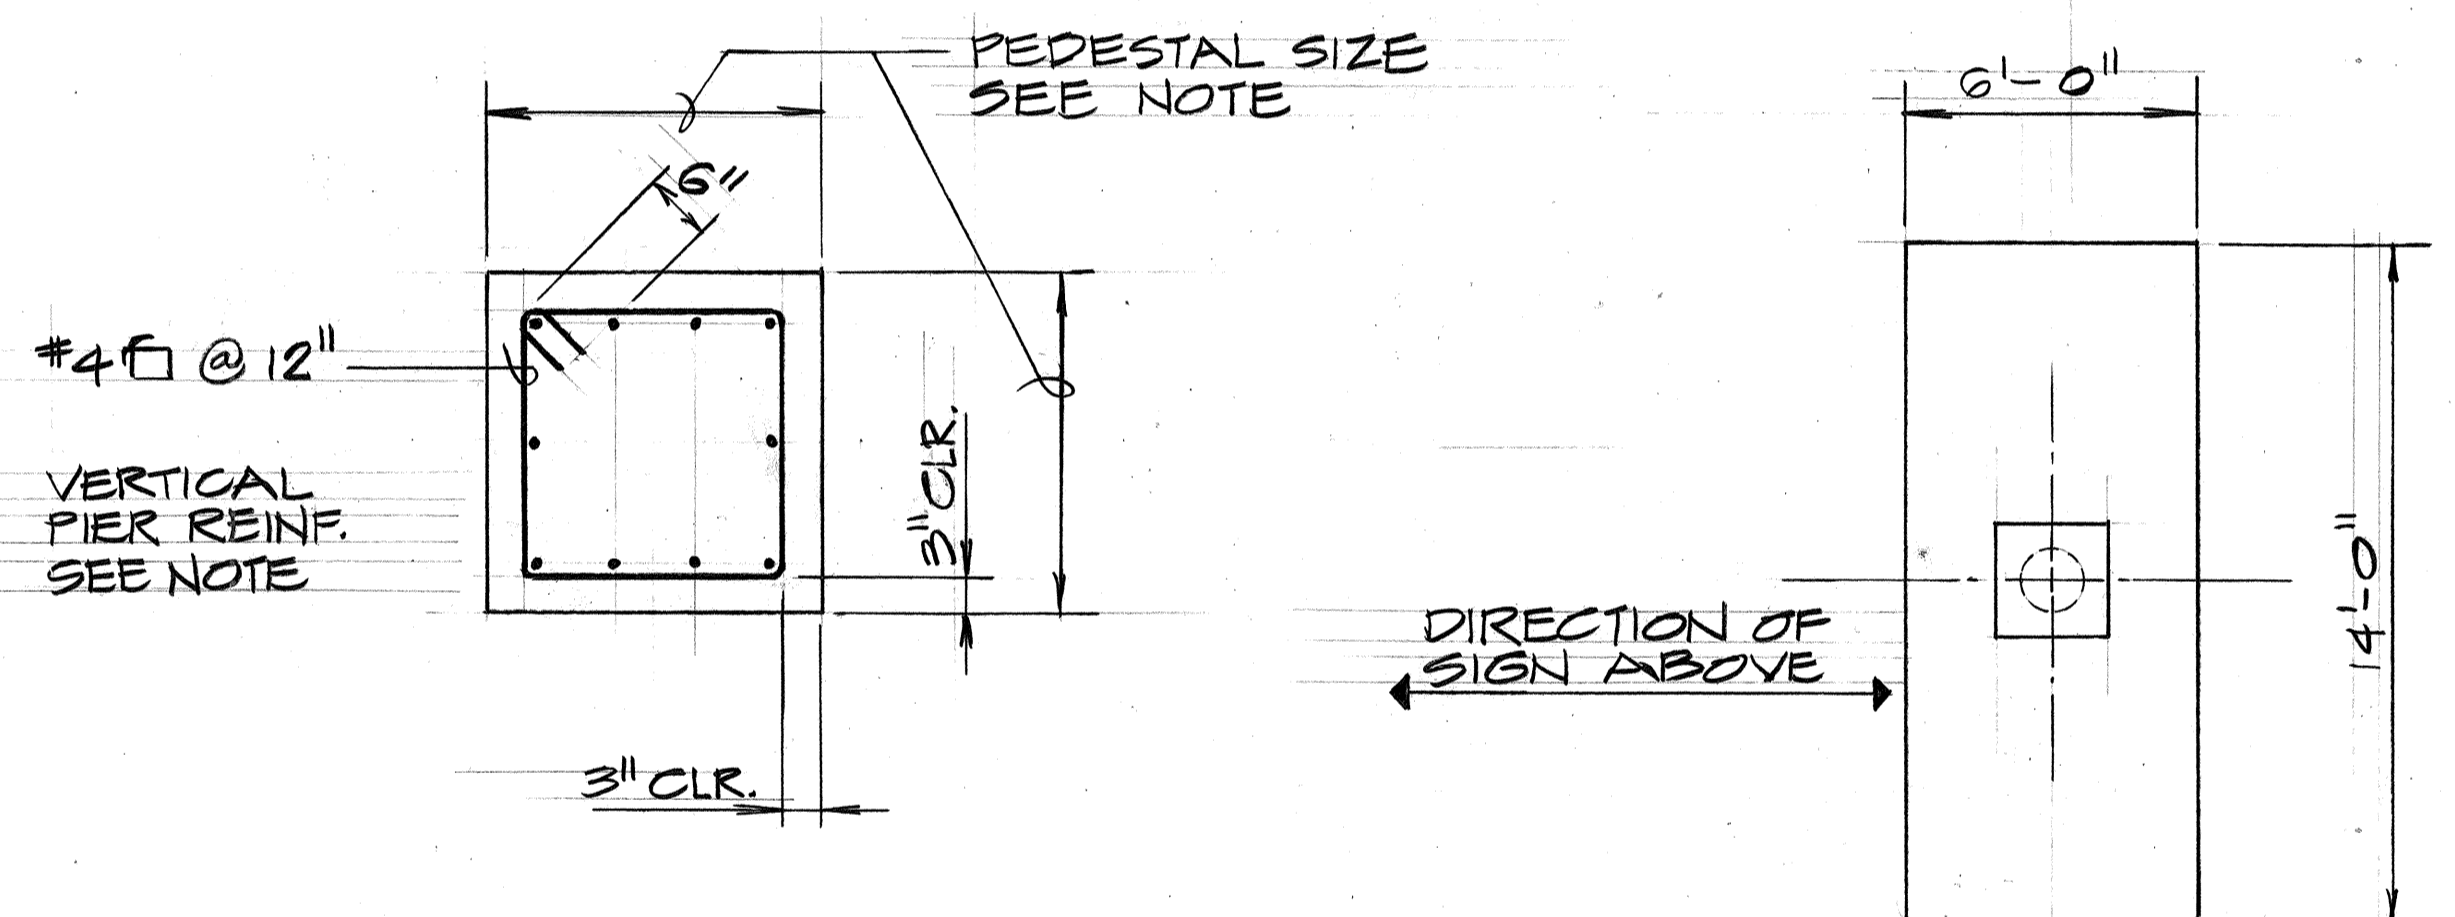 PEDESTAL SIZE
SEE NOTE
6'-0"
6"
#4 @ 12"
VERTICAL
PIER REINF.
SEE NOTE
3" CLR.
3" CLR.
DIRECTION OF
SIGN ABOVE
14'-0"